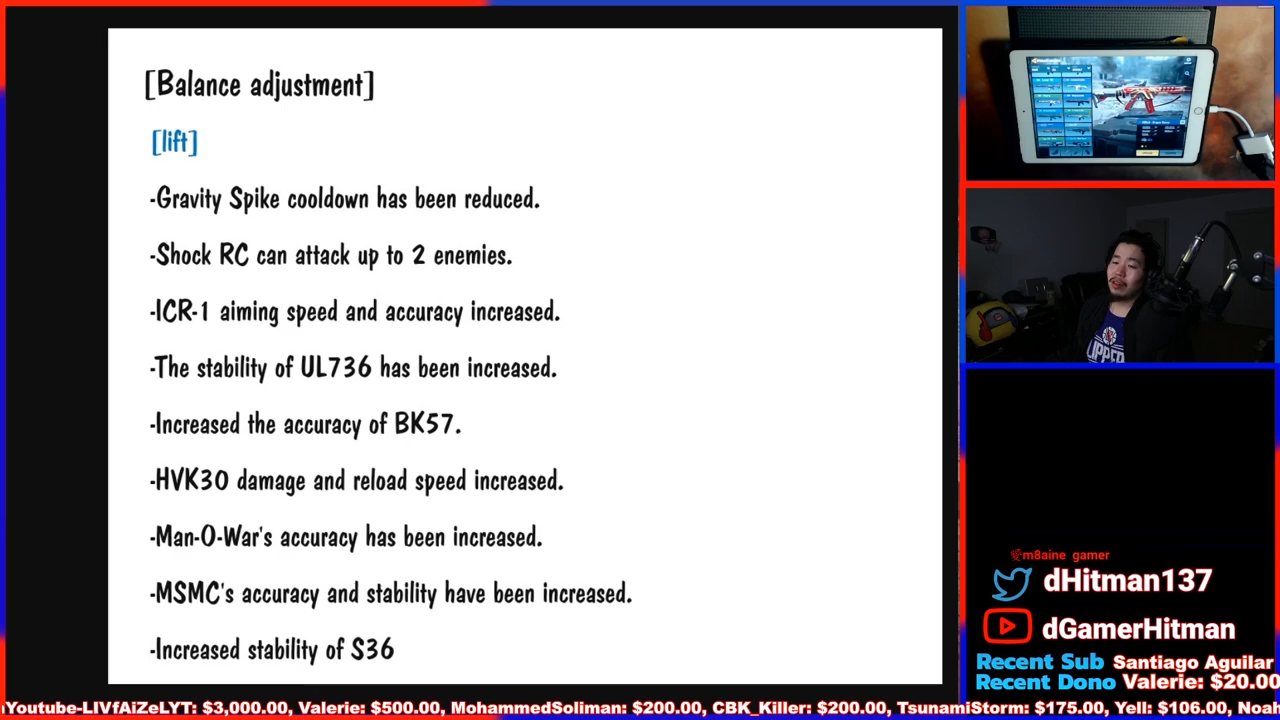 [Balance adjustment]
[lift]
-Gravity Spike cooldown has been reduced.
-Shock RC can attack up to 2 enemies.
-ICR-1 aiming speed and accuracy increased.
-The stability of UL736 has been increased.
-Increased the accuracy of BK57.
-HVK30 damage and reload speed increased.
-Man-O-War's accuracy has been increased.
-MSMC's accuracy and stability have been increased.
-Increased stability of S36
CLIPPER
m8aine gamer
dHitman137
dGamerHitman
Recent Sub Santiago Aguilar
Recent Dono Valerie: $20.00
Youtube-LIVfAiZeLYT: $3,000.00, Valerie: $500.00, MohammedSoliman: $200.00, CBK_Killer: $200.00, TsunamiStorm: $175.00, Yell: $106.00, Noah